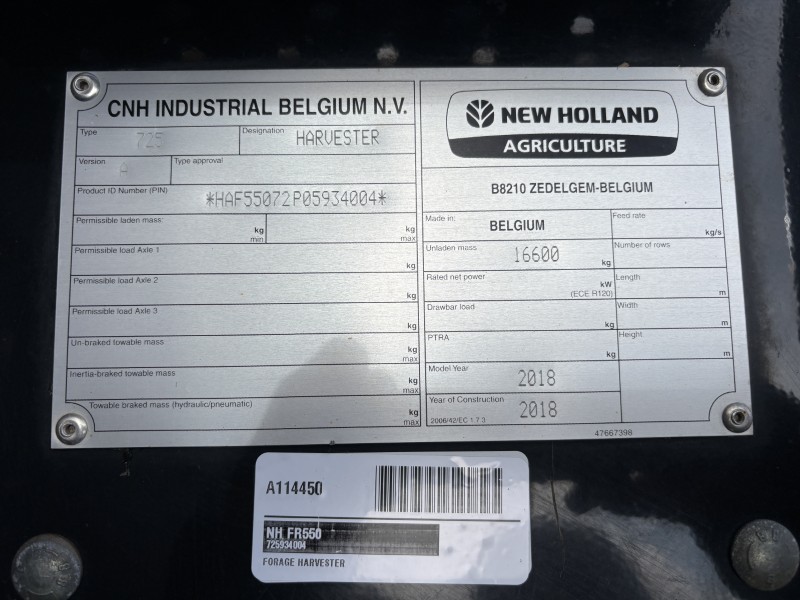 CNH INDUSTRIAL BELGIUM N.V.
Type 725 Designation HARVESTER
Version A Type approval
Product ID Number (PIN) *HAF55072P05934004*
Permissible laden mass: kg min kg max
Permissible load Axle 1 kg
Permissible load Axle 2 kg
Permissible load Axle 3 kg
Un-braked towable mass kg max
Inertia-braked towable mass kg max
Towable braked mass (hydraulic/pneumatic) kg max
NEW HOLLAND
AGRICULTURE
B8210 ZEDELGEM-BELGIUM
Made in: BELGIUM Feed rate kg/s
Unladen mass 16600 kg Number of rows
Rated net power kW (ECE R120) Length m
Drawbar load kg Width m
PTRA kg Height m
Model Year 2018
Year of Construction 2018
2006/42/EC 1.7.3
47667398
A114450
NH FR550
725934004
FORAGE HARVESTER